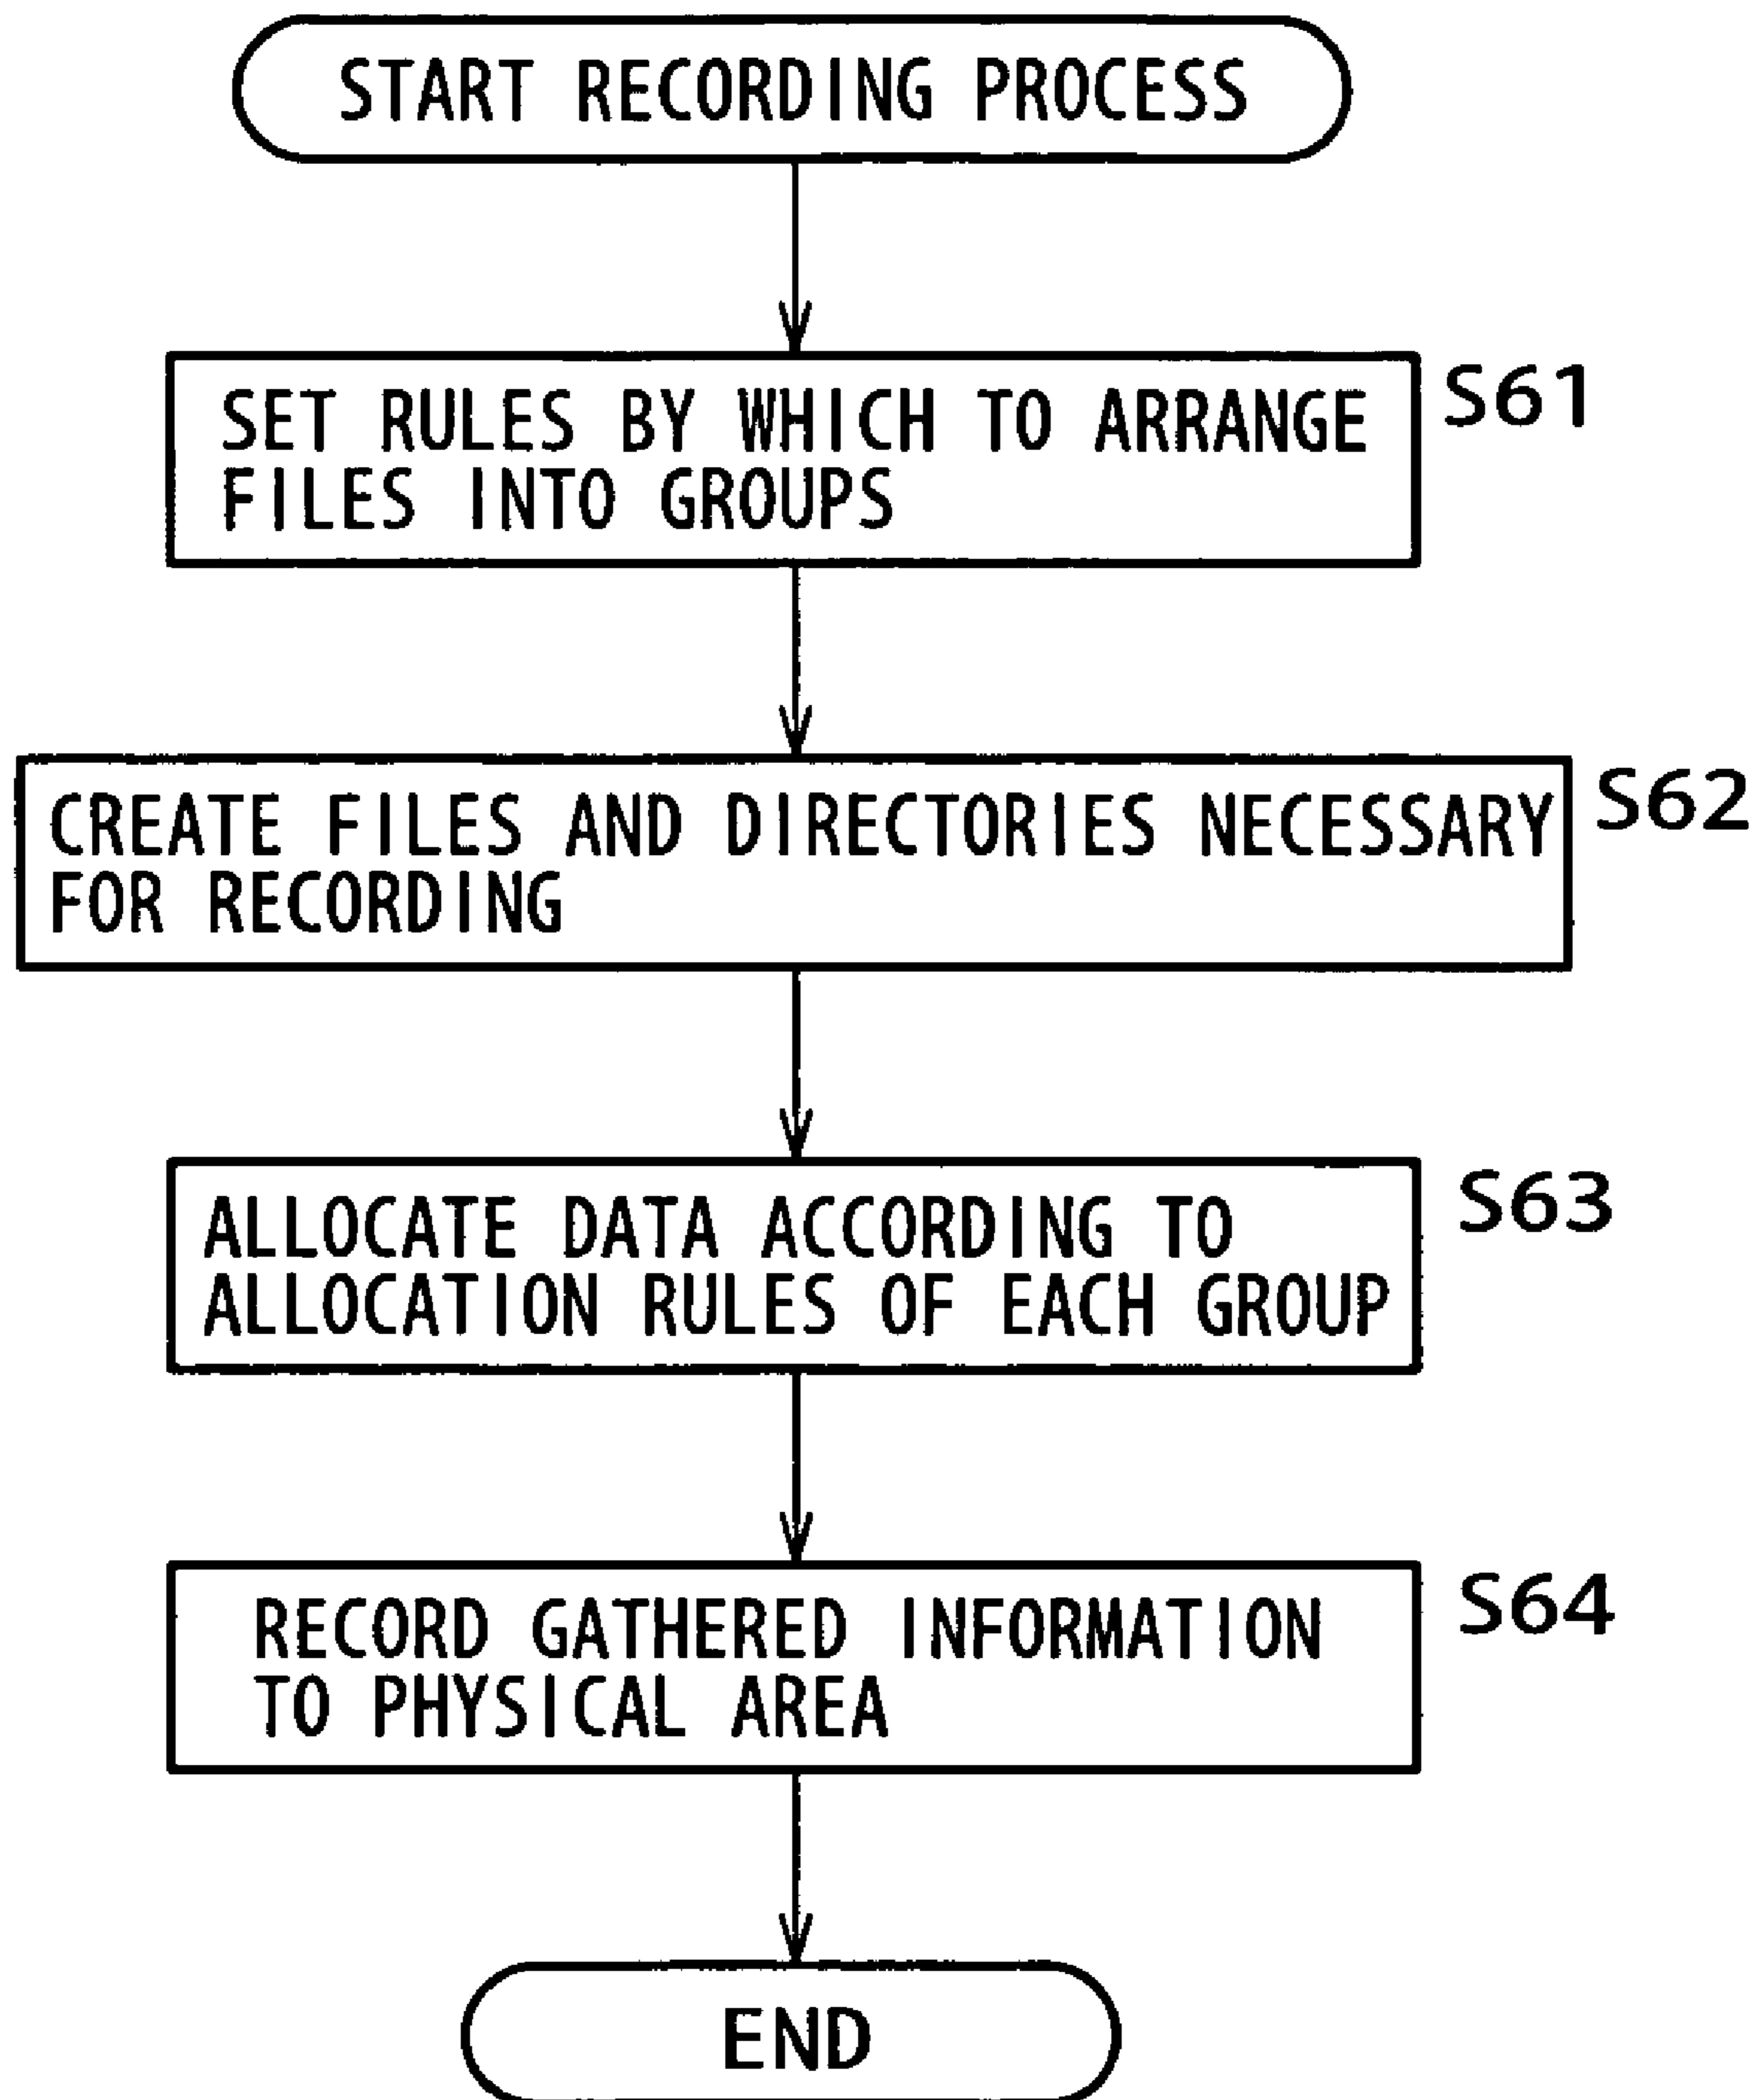 START RECORDING PROCESS
SET RULES BY WHICH TO ARRANGE
FILES INTO GROUPS
S61
CREATE FILES AND DIRECTORIES NECESSARY
FOR RECORDING
S62
ALLOCATE DATA ACCORDING TO
ALLOCATION RULES OF EACH GROUP
S63
RECORD GATHERED INFORMATION
TO PHYSICAL AREA
S64
END